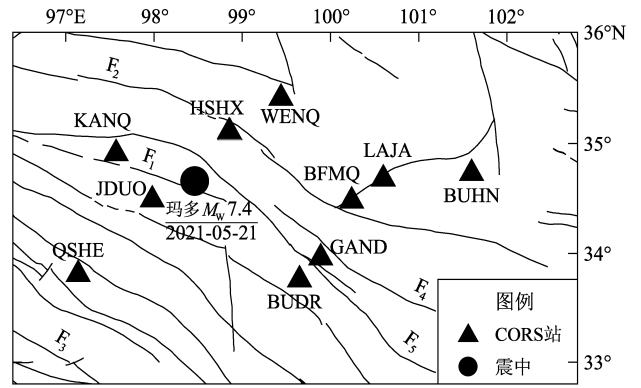 97°E 98° 99° 100° 101° 102° 36°N
F2
HSHX
WENQ
KANQ
35°
F1
LAJA
BFMQ
JDUO
BUHN
玛多MW7.4
2021-05-21
QSHE
GAND
34°
BUDR
F4
图例
F3
F5
CORS站
震中
33°